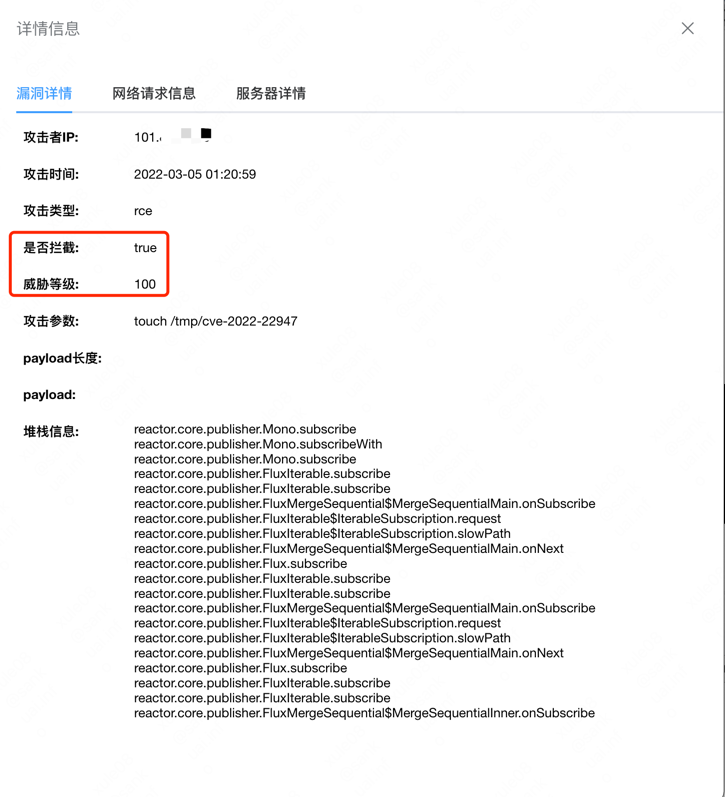 详情信息
漏洞详情 网络请求信息 服务器详情
攻击者IP: 101.
攻击时间: 2022-03-05 01:20:59
攻击类型: rce
是否拦截: true
威胁等级: 100
攻击参数: touch /tmp/cve-2022-22947
payload长度:
payload:
堆栈信息: reactor.core.publisher.Mono.subscribe
reactor.core.publisher.Mono.subscribeWith
reactor.core.publisher.Mono.subscribe
reactor.core.publisher.FluxIterable.subscribe
reactor.core.publisher.FluxIterable.subscribe
reactor.core.publisher.FluxMergeSequential$MergeSequentialMain.onSubscribe
reactor.core.publisher.FluxIterable$IterableSubscription.request
reactor.core.publisher.FluxIterable$IterableSubscription.slowPath
reactor.core.publisher.FluxMergeSequential$MergeSequentialMain.onNext
reactor.core.publisher.Flux.subscribe
reactor.core.publisher.FluxIterable.subscribe
reactor.core.publisher.FluxIterable.subscribe
reactor.core.publisher.FluxMergeSequential$MergeSequentialMain.onSubscribe
reactor.core.publisher.FluxIterable$IterableSubscription.request
reactor.core.publisher.FluxIterable$IterableSubscription.slowPath
reactor.core.publisher.FluxMergeSequential$MergeSequentialMain.onNext
reactor.core.publisher.Flux.subscribe
reactor.core.publisher.FluxIterable.subscribe
reactor.core.publisher.FluxIterable.subscribe
reactor.core.publisher.FluxMergeSequential$MergeSequentialInner.onSubscribe